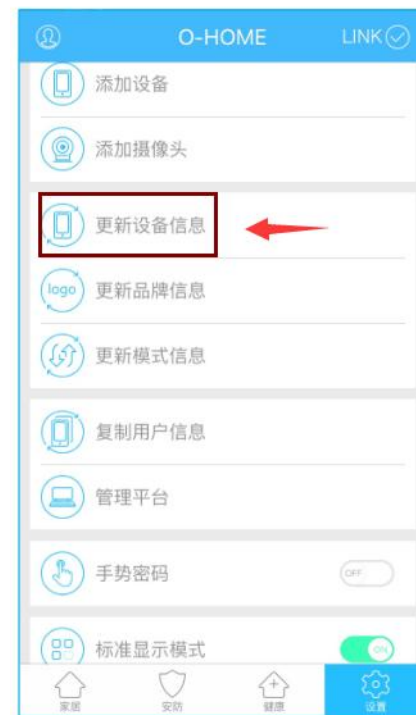 O-HOME
LINK
添加设备
添加摄像头
更新设备信息
logo
更新品牌信息
更新模式信息
复制用户信息
管理平台
手势密码
OFF
标准显示模式
ON
家居
安防
健康
设置